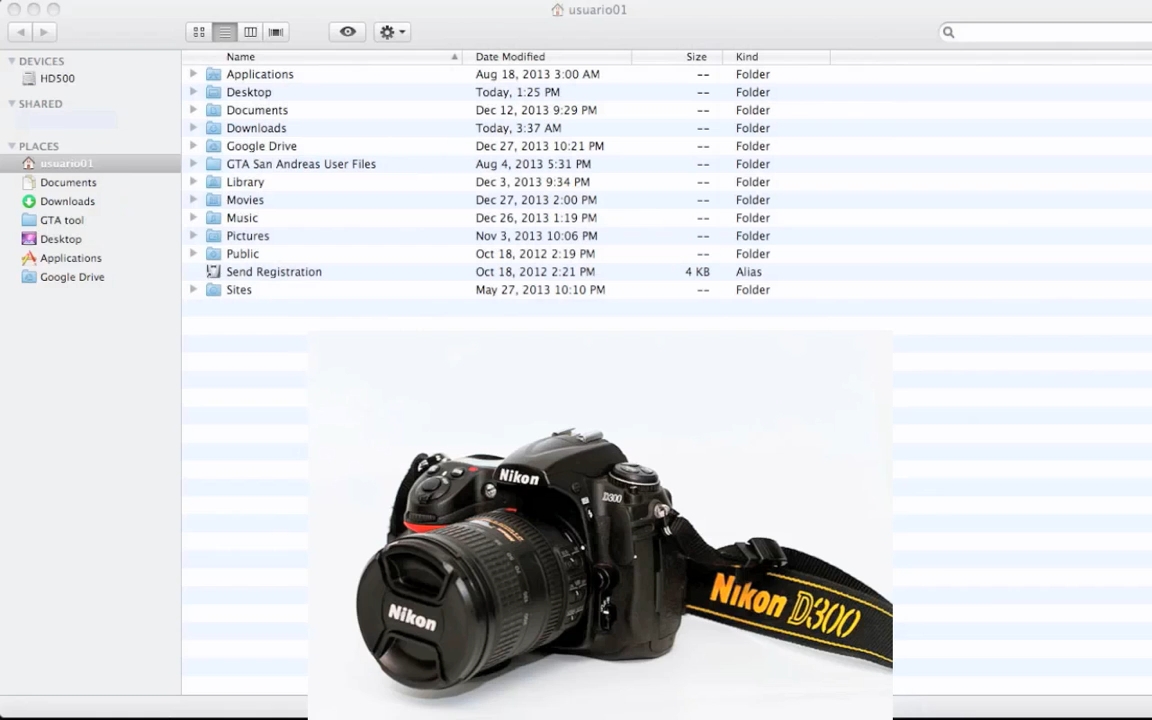 usuario01
DEVICES
HD500
SHARED
PLACES
usuario01
Documents
Downloads
GTA tool
Desktop
Applications
Google Drive
Name Date Modified Size Kind
Applications Aug 18, 2013 3:00 AM -- Folder
Desktop Today, 1:25 PM -- Folder
Documents Dec 12, 2013 9:29 PM -- Folder
Downloads Today, 3:37 AM -- Folder
Google Drive Dec 27, 2013 10:21 PM -- Folder
GTA San Andreas User Files Aug 4, 2013 5:31 PM -- Folder
Library Dec 3, 2013 9:34 PM -- Folder
Movies Dec 27, 2013 2:00 PM -- Folder
Music Dec 26, 2013 1:19 PM -- Folder
Pictures Nov 3, 2013 10:06 PM -- Folder
Public Oct 18, 2012 2:19 PM -- Folder
Send Registration Oct 18, 2012 2:21 PM 4 KB Alias
Sites May 27, 2013 10:10 PM -- Folder
Nikon
D300
Nikon
Nikon D300